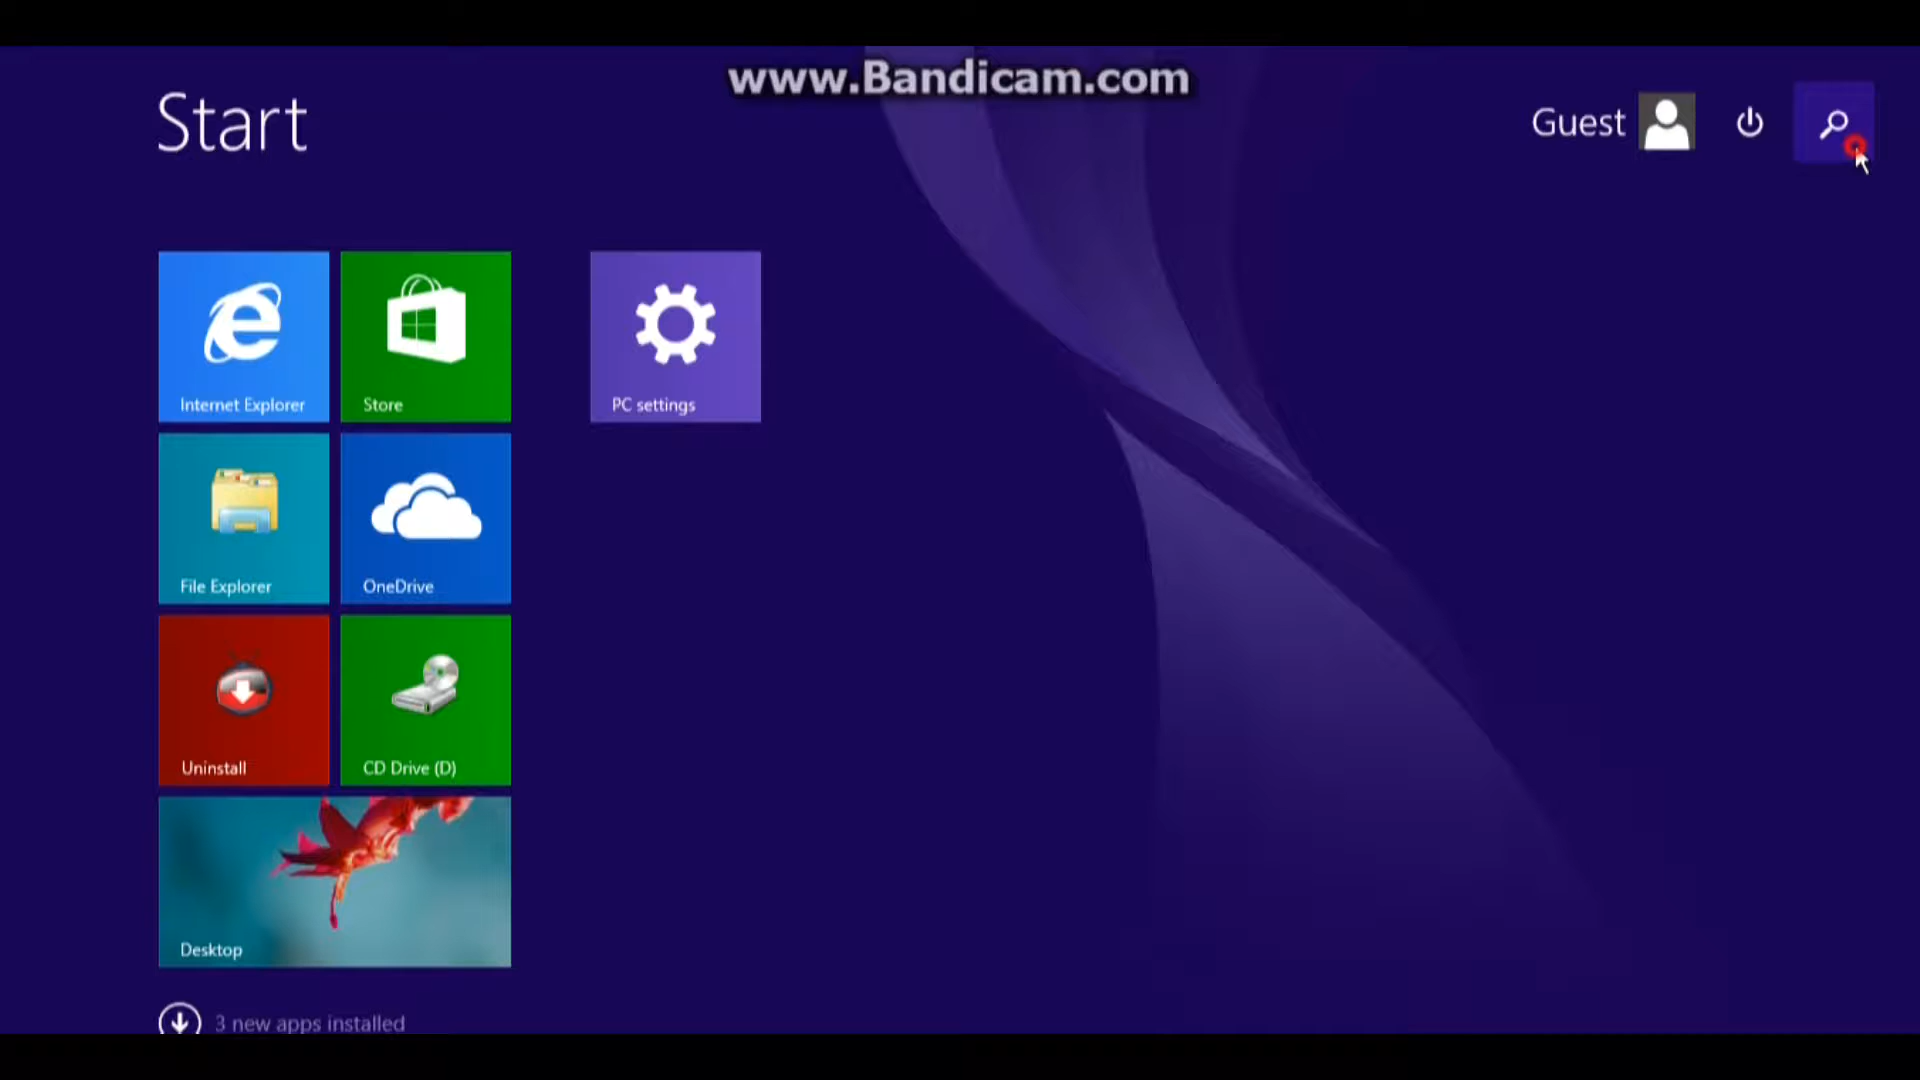 www.Bandicam.com
Start
Guest
Internet Explorer
Store
PC settings
File Explorer
OneDrive
Uninstall
CD Drive (D)
Desktop
3 new apps installed